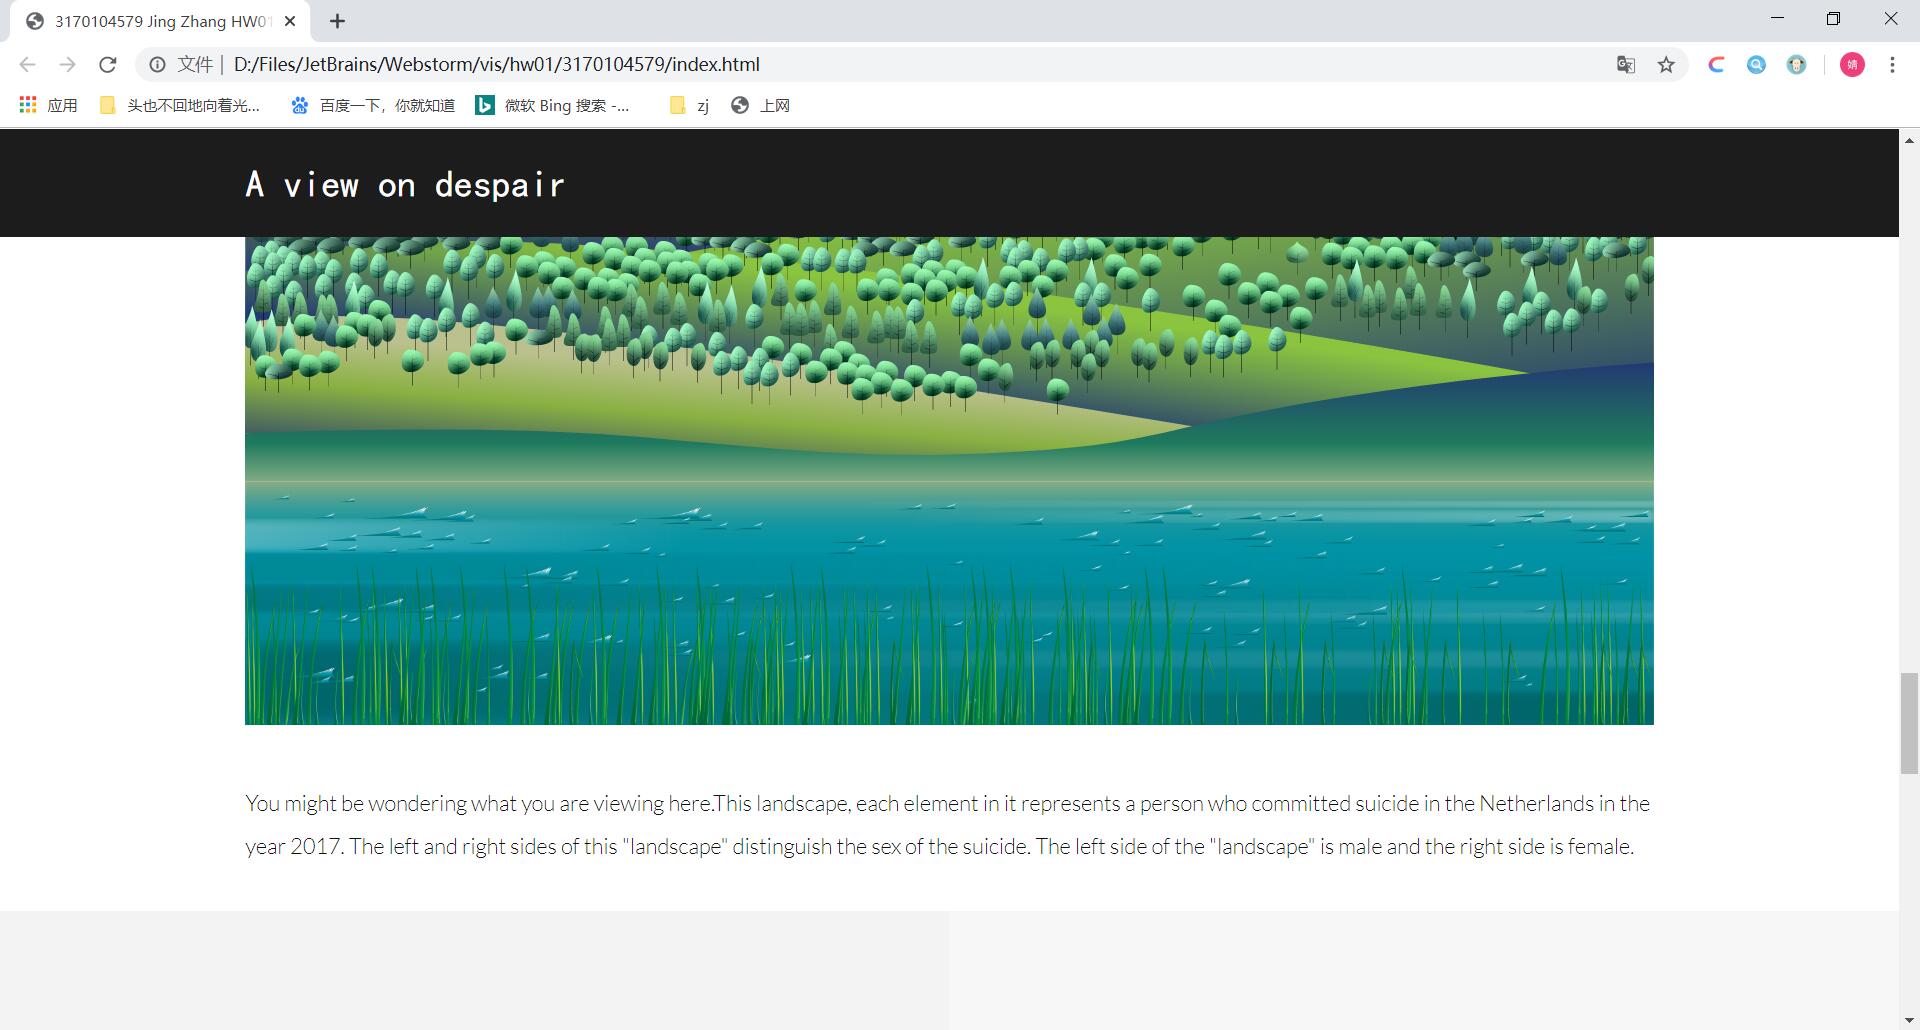 3170104579 Jing Zhang HW01
文件 | D:/Files/JetBrains/Webstorm/vis/hw01/3170104579/index.html
婧
应用 头也不回地向着光... 百度一下，你就知道 微软 Bing 搜索 -... zj 上网
A view on despair
You might be wondering what you are viewing here.This landscape, each element in it represents a person who committed suicide in the Netherlands in the
year 2017. The left and right sides of this "landscape" distinguish the sex of the suicide. The left side of the "landscape" is male and the right side is female.